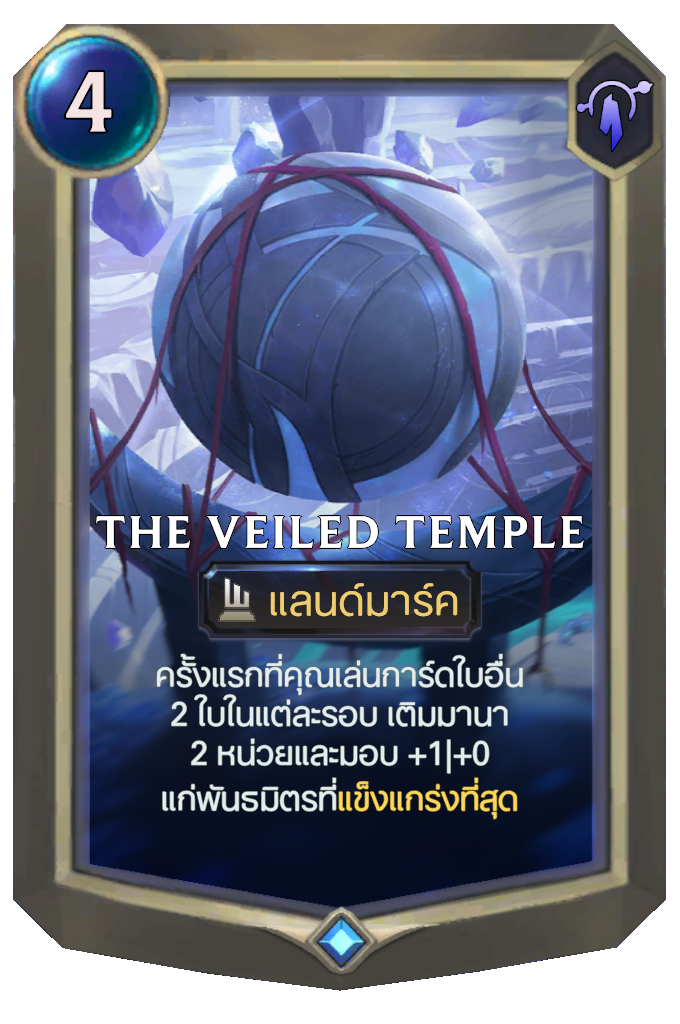 4
THE VEILED TEMPLE
แลนด์มาร์ค
ครั้งแรกที่คุณเล่นการ์ดใบอื่น
2 ใบในแต่ละรอบ เติมมานา
2 หน่วยและมอบ +1|+0
แก่พันธมิตรที่แข็งแกร่งที่สุด